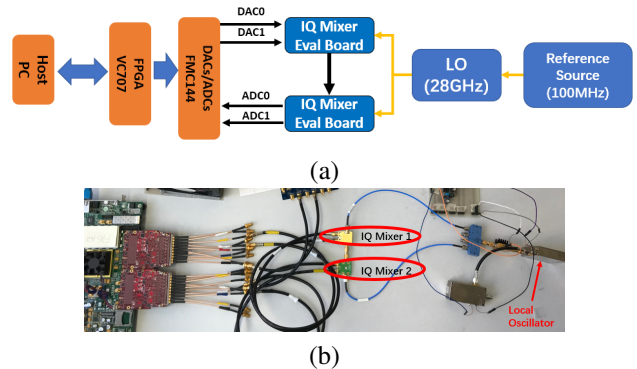 Host
PC
FPGA
VC707
DACs/ADCs
FMC144
DAC0
DAC1
ADC0
ADC1
IQ Mixer
Eval Board
IQ Mixer
Eval Board
LO
(28GHz)
Reference
Source
(100MHz)
(a)
IQ Mixer 1
IQ Mixer 2
Local
Oscillator
(b)